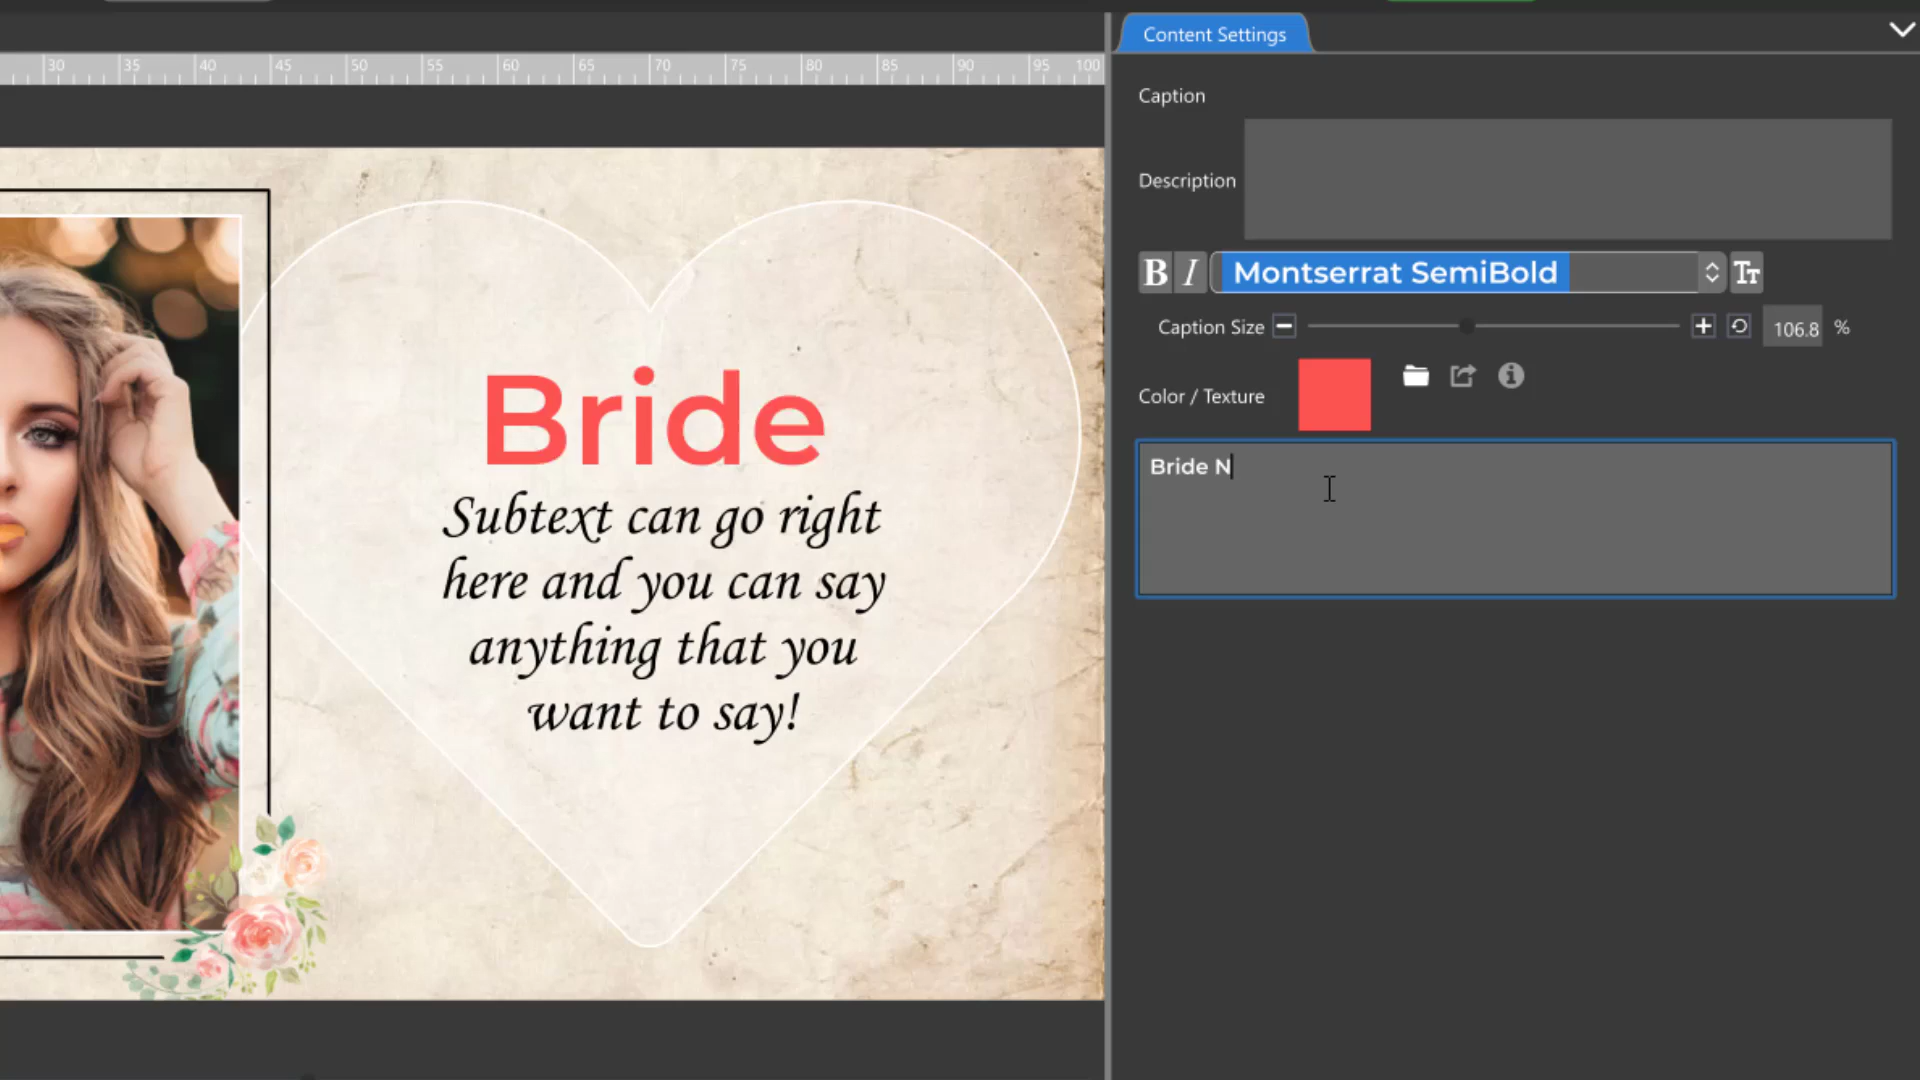 Content Settings
30 35 40 45 50 55 60 65 70 75 80 85 90 95 100
Caption
Description
B I Montserrat SemiBold TT
Caption Size 106.8 %
Color / Texture
Bride N
Bride
Subtext can go right
here and you can say
anything that you
want to say!